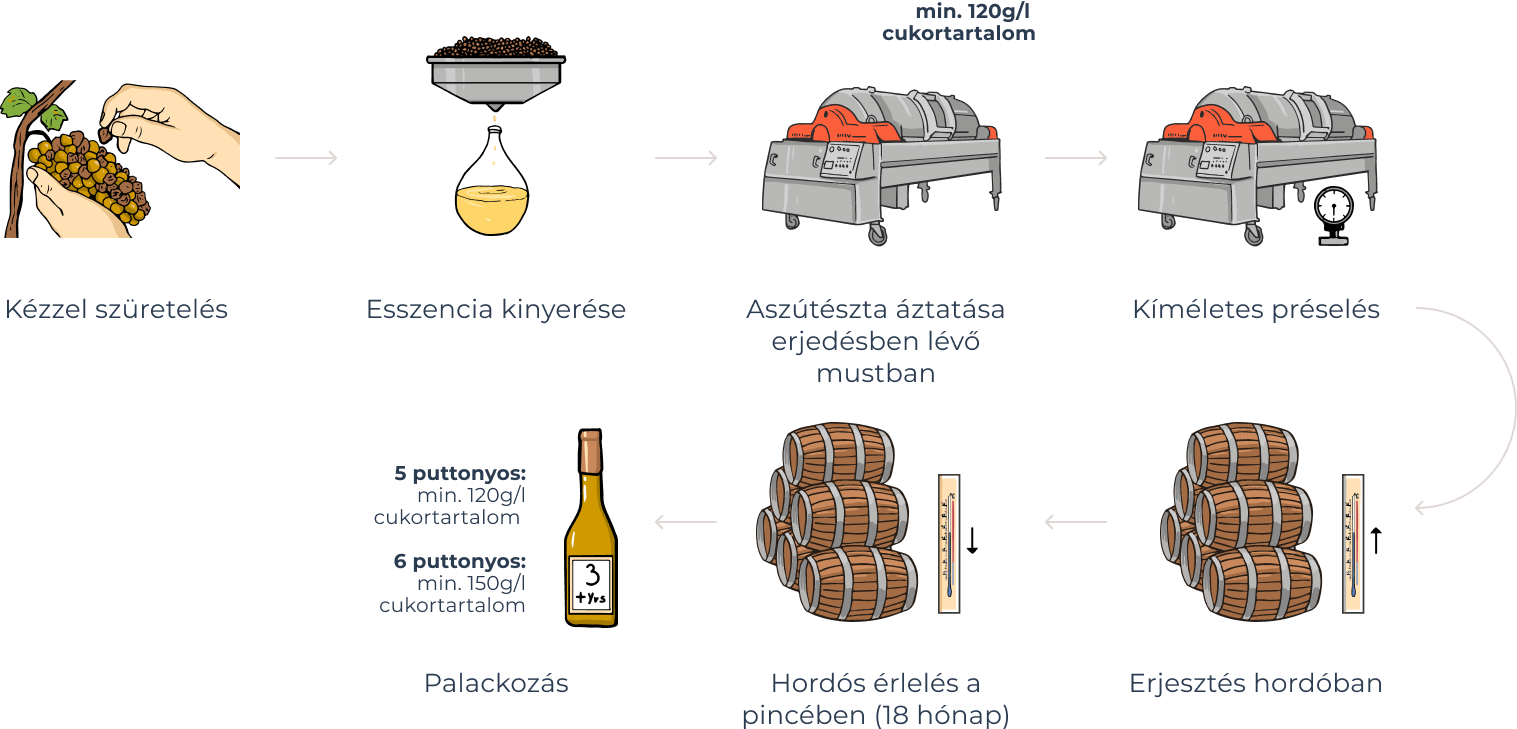 min. 120g/l
cukortartalom
Kézzel szüretelés
Esszencia kinyerése
Aszútészta áztatása
erjedésben lévő
mustban
Kíméletes préselés
5 puttonyos:
min. 120g/l
cukortartalom
6 puttonyos:
min. 150g/l
cukortartalom
3
+yrs
Palackozás
Hordós érlelés a
pincében (18 hónap)
Erjesztés hordóban